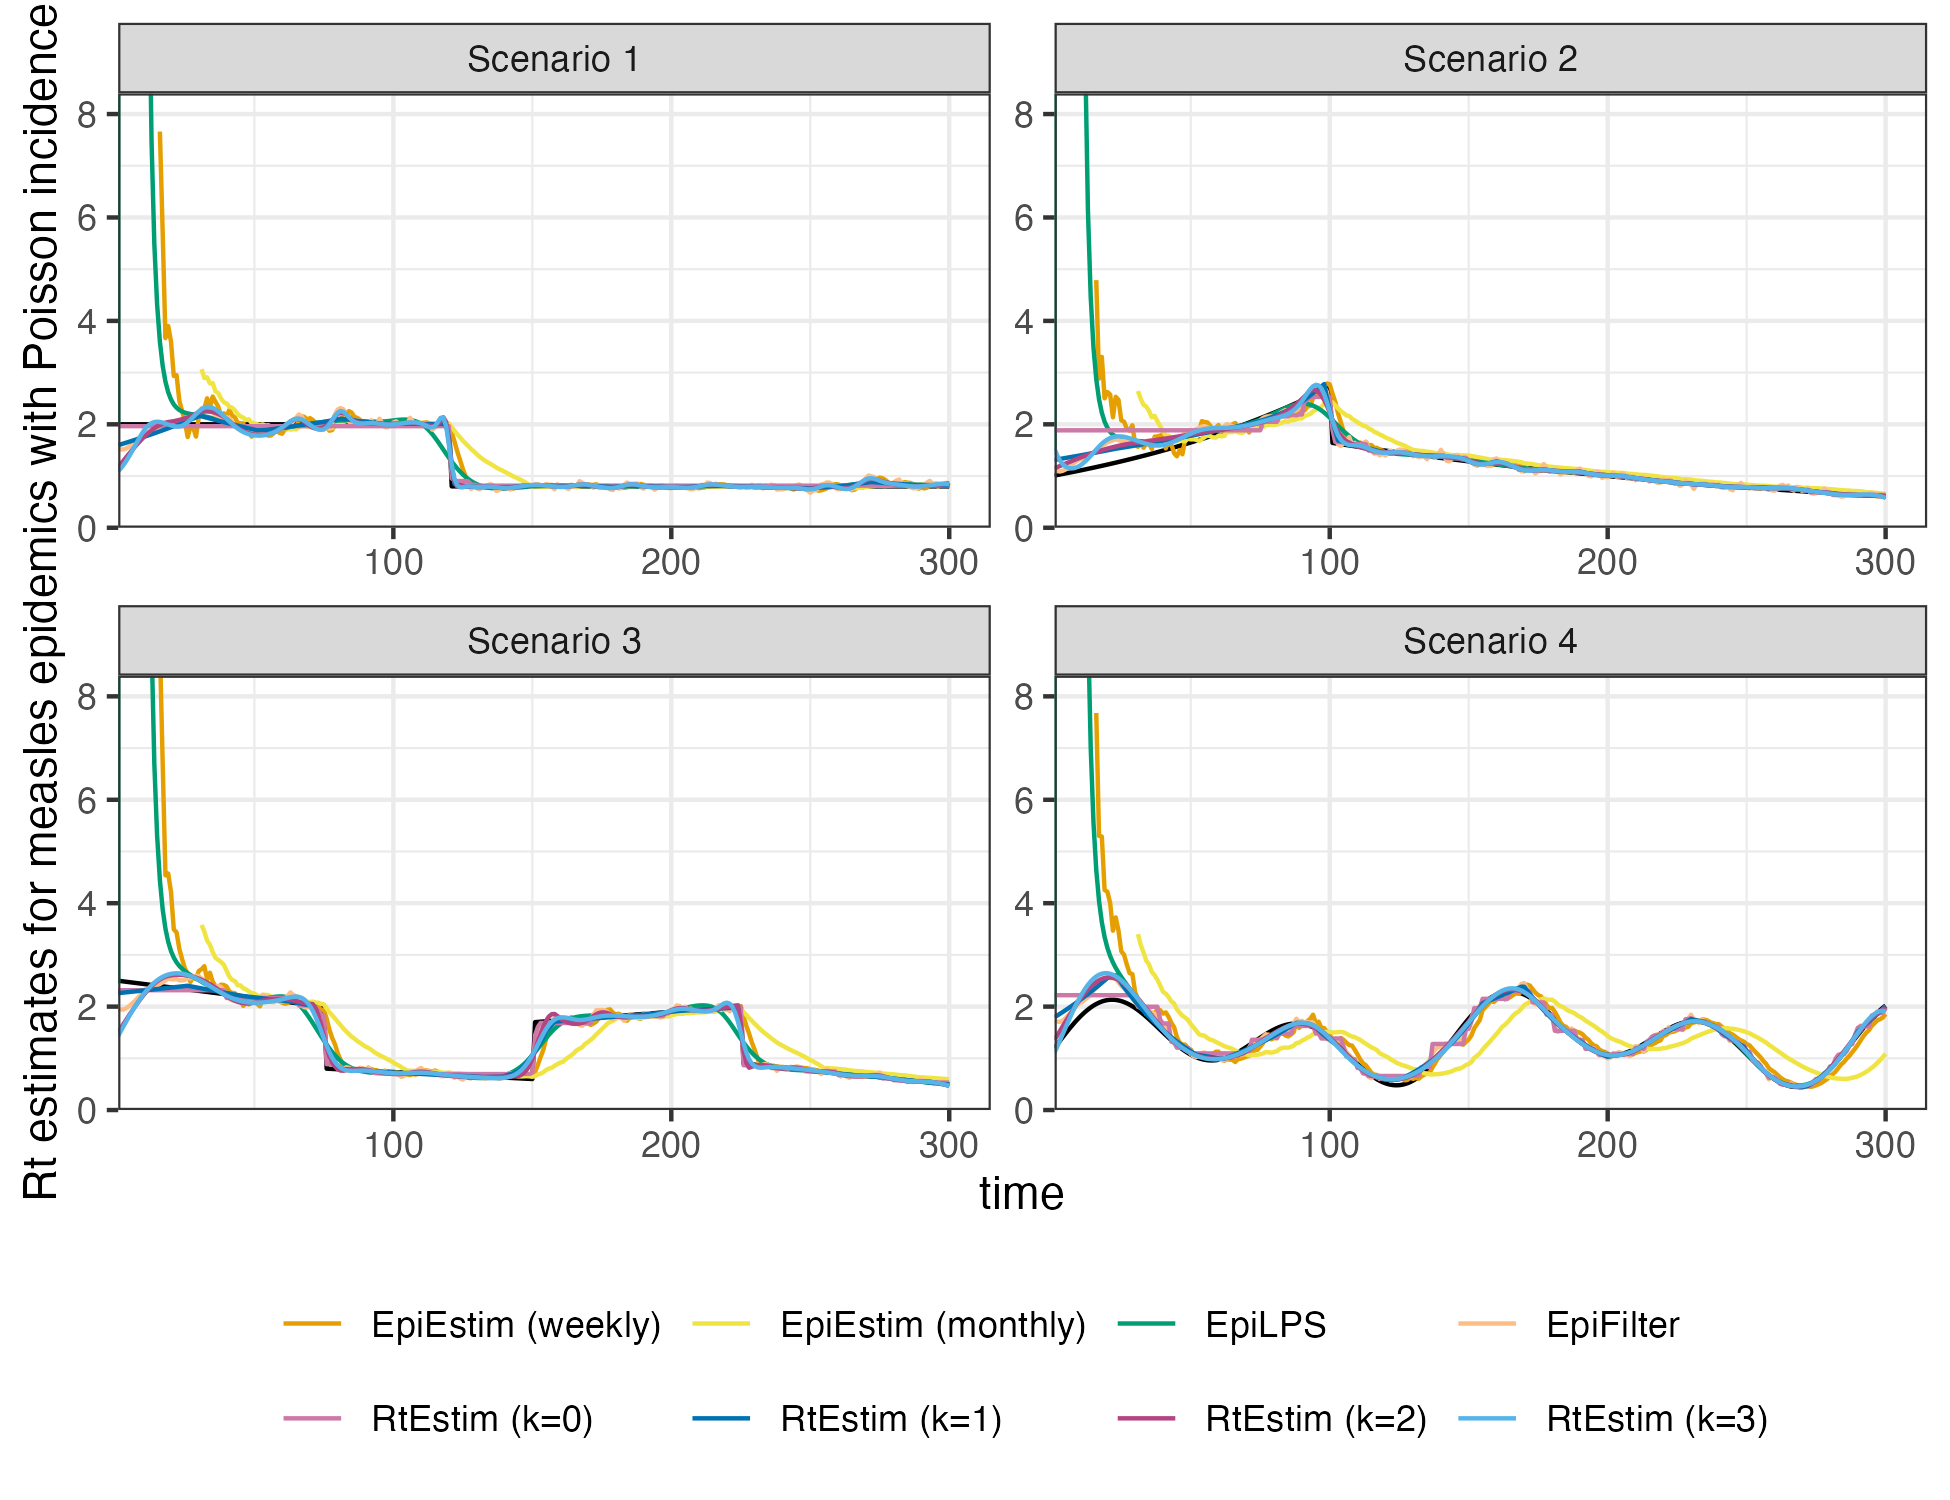 Rt estimates for measles epidemics with Poisson incidence
Scenario 1
8
6
4
2
0
100 200 300
Scenario 2
8
6
4
2
0
100 200 300
Scenario 3
8
6
4
2
0
100 200 300
Scenario 4
8
6
4
2
0
100 200 300
time
EpiEstim (weekly) EpiEstim (monthly) EpiLPS EpiFilter
RtEstim (k=0) RtEstim (k=1) RtEstim (k=2) RtEstim (k=3)